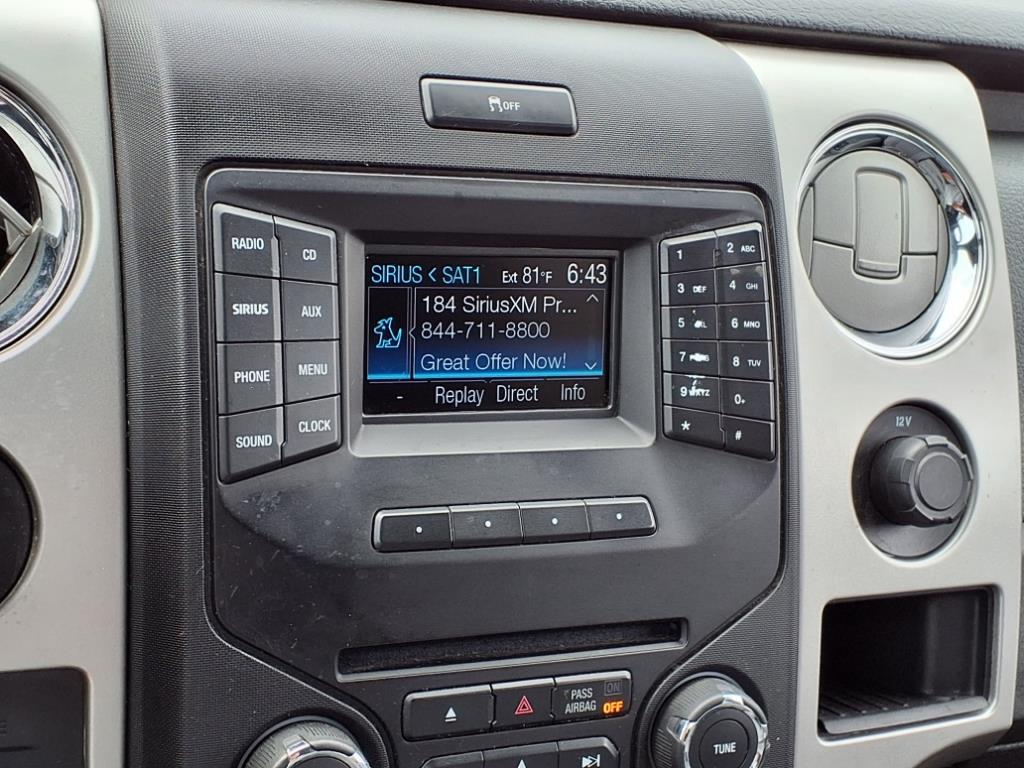 OFF
RADIO
CD
SIRIUS
AUX
PHONE
MENU
SOUND
CLOCK
SIRIUS < SAT1 Ext 81°F 6:43
184 SiriusXM Pr...
844-711-8800
Great Offer Now!
- Replay Direct Info
1
2 ABC
3 DEF
4 GHI
5
6 MNO
7
8 TUV
9
0+
*
#
12V
PASS AIRBAG
ON
OFF
TUNE